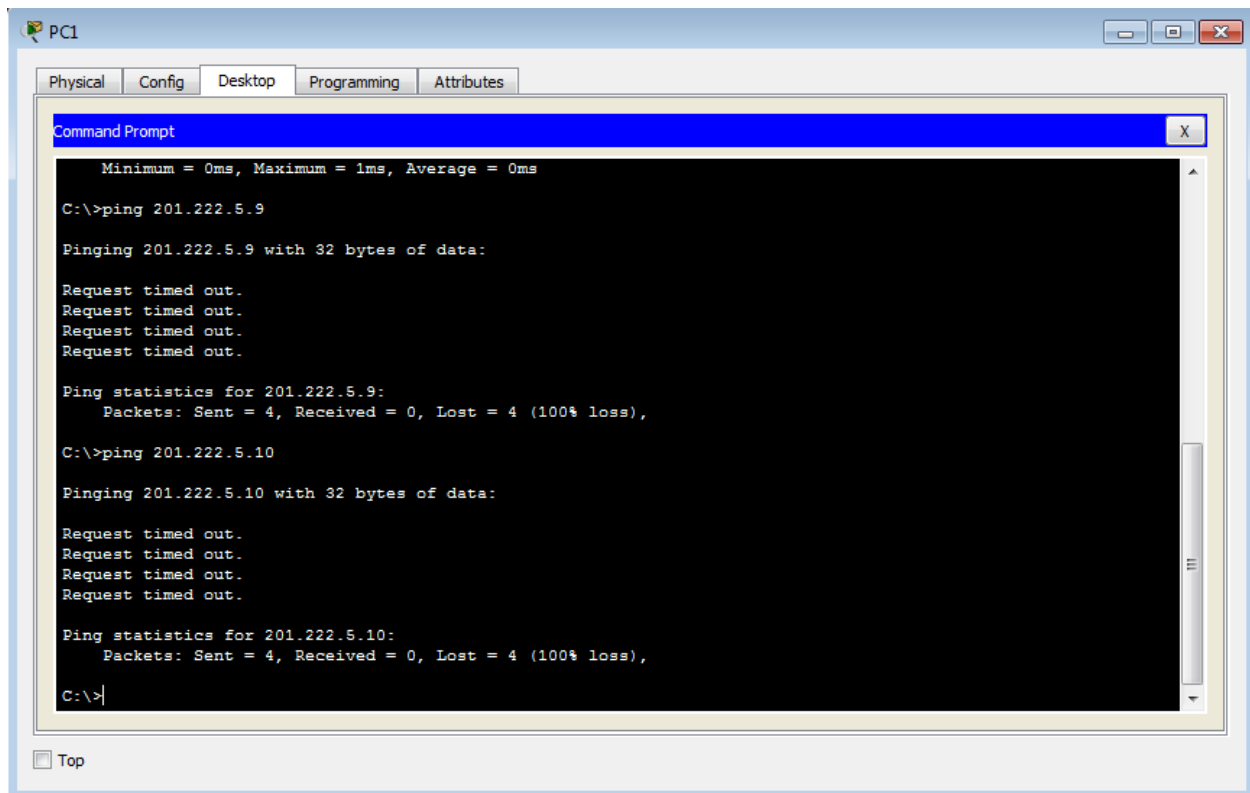 PC1
Physical Config Desktop Programming Attributes
Command Prompt X
Minimum = 0ms, Maximum = 1ms, Average = 0ms
C:\>ping 201.222.5.9
Pinging 201.222.5.9 with 32 bytes of data:
Request timed out.
Request timed out.
Request timed out.
Request timed out.
Ping statistics for 201.222.5.9:
Packets: Sent = 4, Received = 0, Lost = 4 (100% loss),
C:\>ping 201.222.5.10
Pinging 201.222.5.10 with 32 bytes of data:
Request timed out.
Request timed out.
Request timed out.
Request timed out.
Ping statistics for 201.222.5.10:
Packets: Sent = 4, Received = 0, Lost = 4 (100% loss),
C:\>
Top